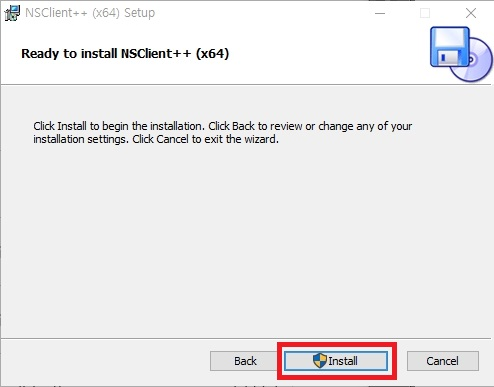 NSClient++ (x64) Setup
Ready to install NSClient++ (x64)
Click Install to begin the installation. Click Back to review or change any of your
installation settings. Click Cancel to exit the wizard.
Back Install Cancel